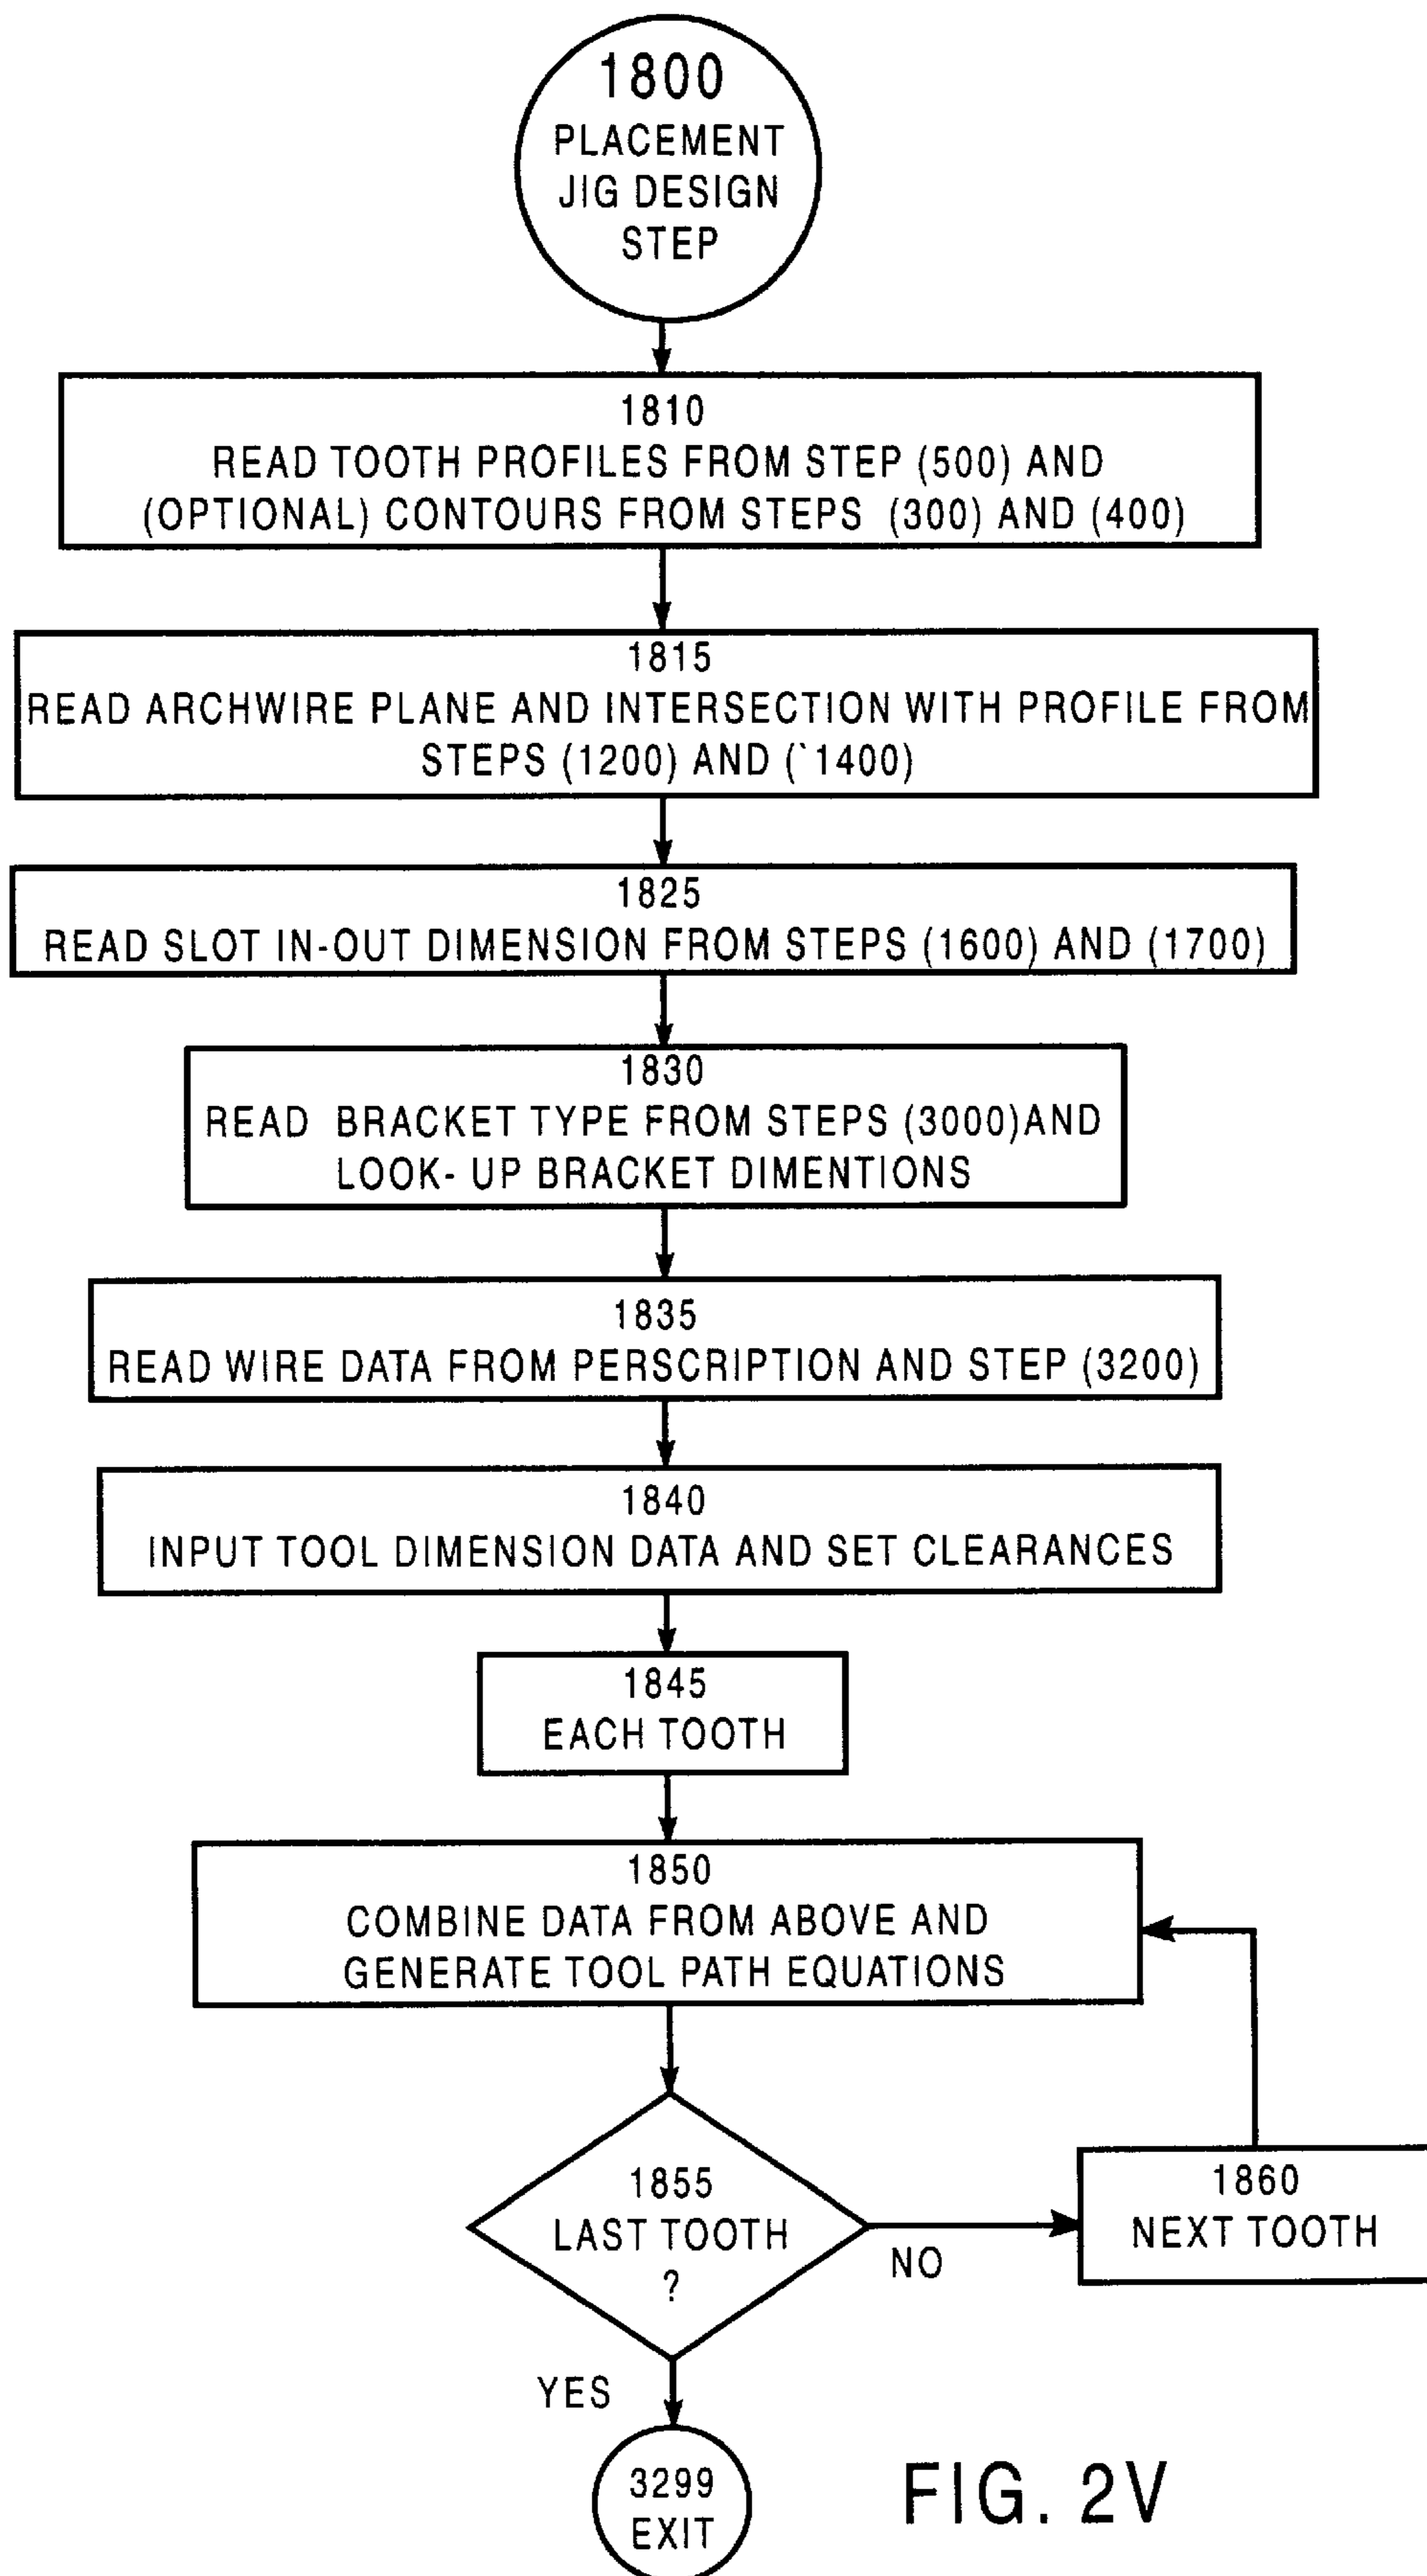 1800
PLACEMENT
JIG DESIGN
STEP
1810
READ TOOTH PROFILES FROM STEP (500) AND
(OPTIONAL) CONTOURS FROM STEPS (300) AND (400)
1815
READ ARCHWIRE PLANE AND INTERSECTION WITH PROFILE FROM
STEPS (1200) AND (`1400)
1825
READ SLOT IN-OUT DIMENSION FROM STEPS (1600) AND (1700)
1830
READ BRACKET TYPE FROM STEPS (3000)AND
LOOK- UP BRACKET DIMENTIONS
1835
READ WIRE DATA FROM PERSCRIPTION AND STEP (3200)
1840
INPUT TOOL DIMENSION DATA AND SET CLEARANCES
1845
EACH TOOTH
1850
COMBINE DATA FROM ABOVE AND
GENERATE TOOL PATH EQUATIONS
1855
LAST TOOTH
?
NO
1860
NEXT TOOTH
YES
3299
EXIT
FIG. 2V